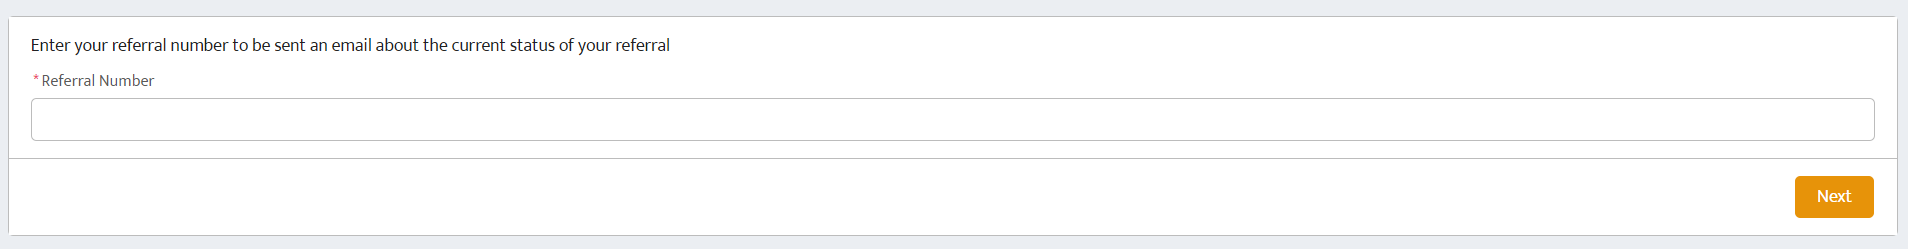 Enter your referral number to be sent an email about the current status of your referral
* Referral Number
Next